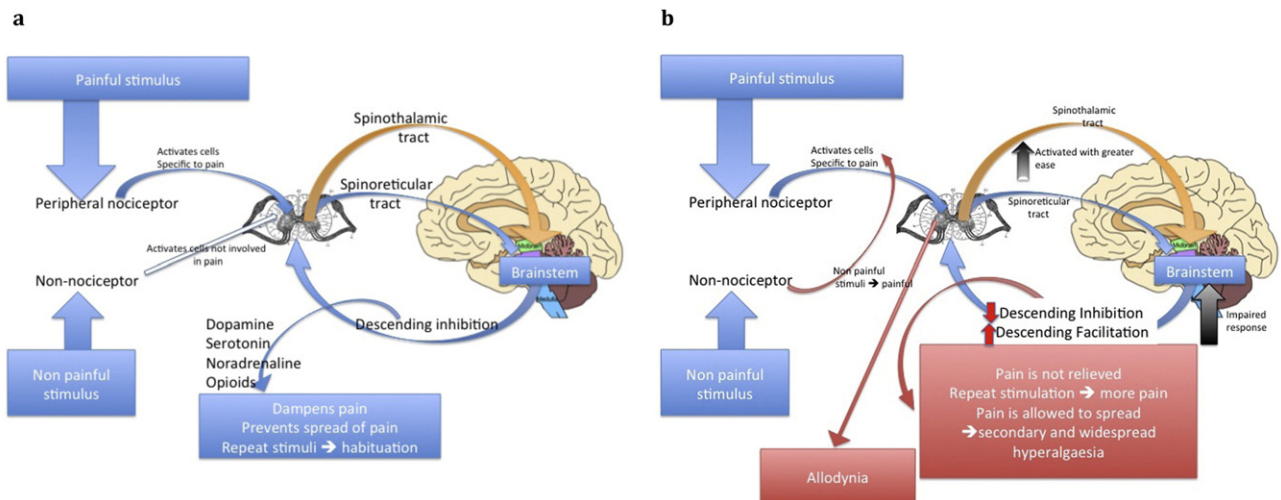 a
Painful stimulus
Spinothalamic
tract
Activates cells
Specific to pain
Spinoreticular
tract
Peripheral nociceptor
Activates cells not involved
in pain
Midbrain
Brainstem
Medulla
Non-nociceptor
Non painful
stimulus
Descending inhibition
Dopamine
Serotonin
Noradrenaline
Opioids
Dampens pain
Prevents spread of pain
Repeat stimuli ➔ habituation
b
Painful stimulus
Spinothalamic
tract
Activates cells
Specific to pain
Activated with greater
ease
Spinoreticular
tract
Peripheral nociceptor
Midbrain
Brainstem
Non-nociceptor
Non painful
stimuli ➔ painful
Impaired
response
Descending Inhibition
Descending Facilitation
Non painful
stimulus
Pain is not relieved
Repeat stimulation ➔ more pain
Pain is allowed to spread
➔secondary and widespread
hyperalgaesia
Allodynia